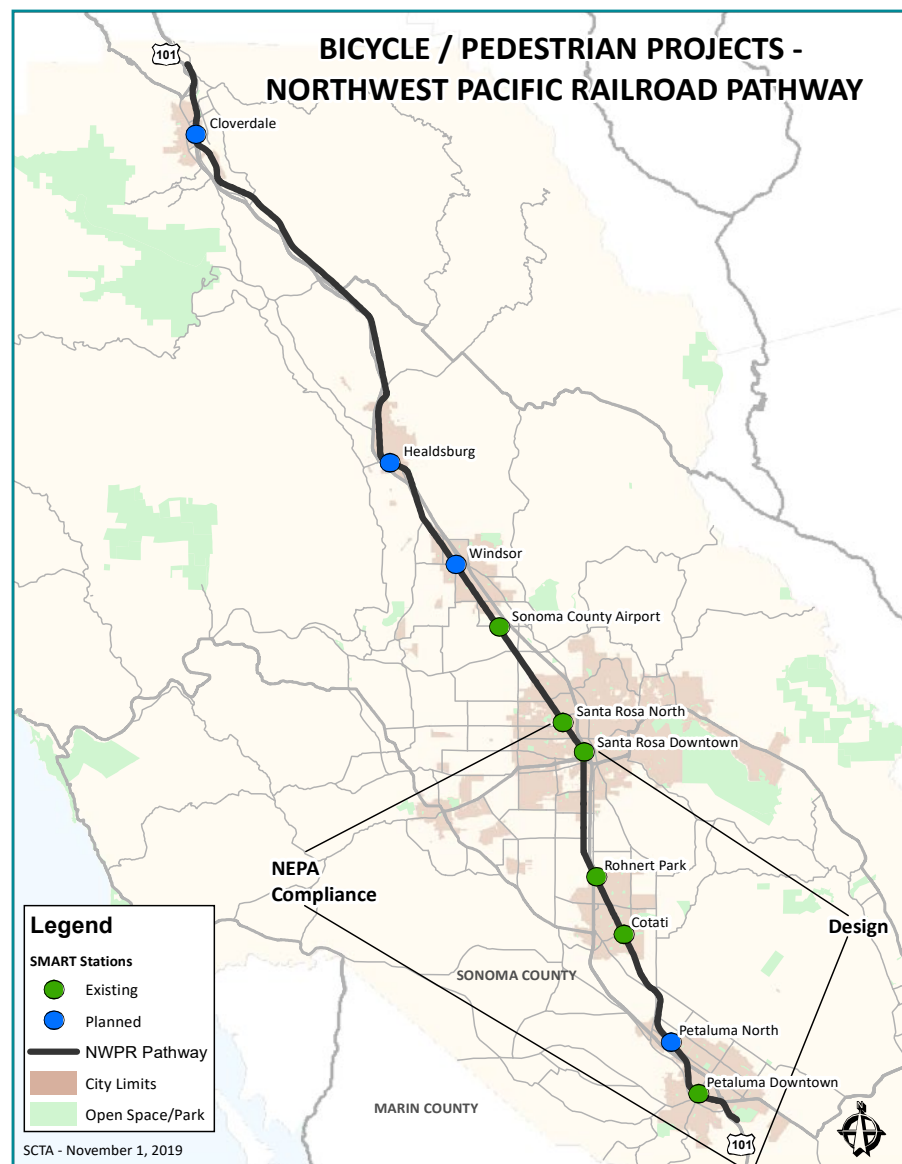 BICYCLE / PEDESTRIAN PROJECTS -
NORTHWEST PACIFIC RAILROAD PATHWAY
101
Cloverdale
Healdsburg
Windsor
Sonoma County Airport
Santa Rosa North
Santa Rosa Downtown
NEPA
Compliance
Rohnert Park
Cotati
Design
SONOMA COUNTY
Petaluma North
Petaluma Downtown
MARIN COUNTY
101
Legend
SMART Stations
Existing
Planned
NWPR Pathway
City Limits
Open Space/Park
SCTA - November 1, 2019